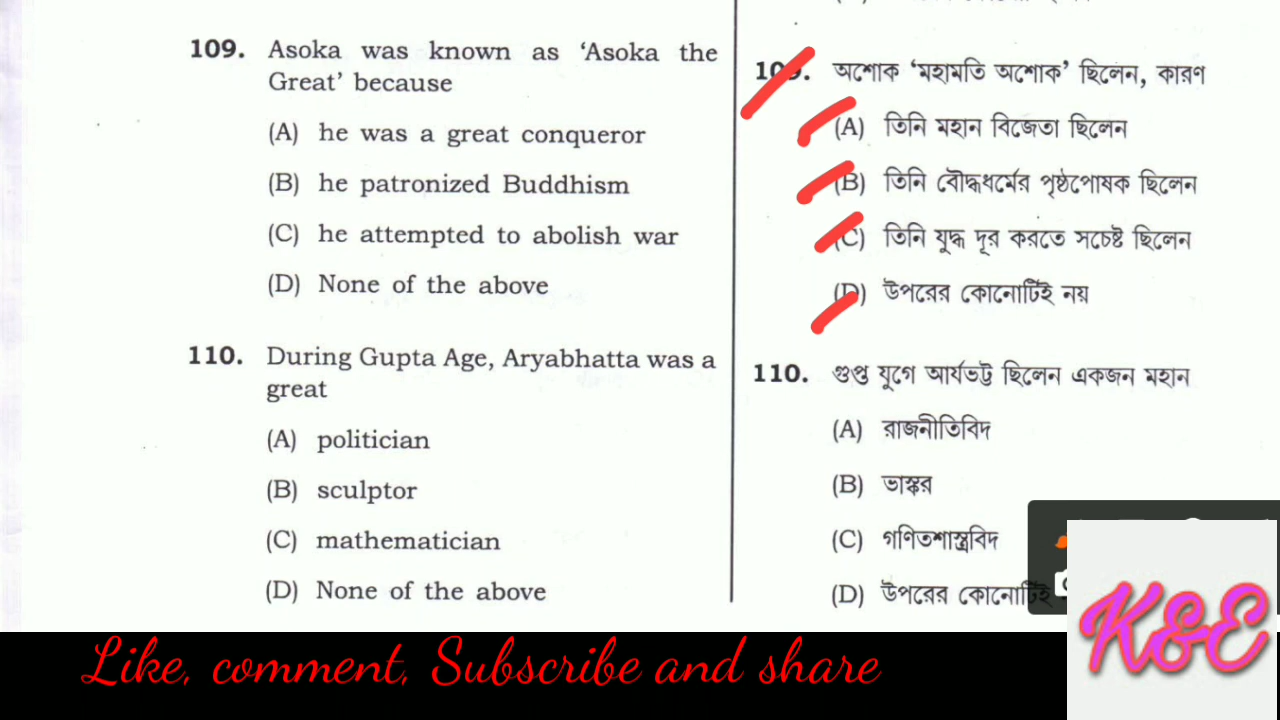 109. Asoka was known as ‘Asoka the
Great’ because
(A) he was a great conqueror
(B) he patronized Buddhism
(C) he attempted to abolish war
(D) None of the above
110. During Gupta Age, Aryabhatta was a
great
(A) politician
(B) sculptor
(C) mathematician
(D) None of the above
109. অশোক ‘মহামতি অশোক’ ছিলেন, কারণ
(A) তিনি মহান বিজেতা ছিলেন
(B) তিনি বৌদ্ধধর্মের পৃষ্ঠপোষক ছিলেন
(C) তিনি যুদ্ধ দূর করতে সচেষ্ট ছিলেন
(D) উপরের কোনোটিই নয়
110. গুপ্ত যুগে আর্যভট্ট ছিলেন একজন মহান
(A) রাজনীতিবিদ
(B) ভাস্কর
(C) গণিতশাস্ত্রবিদ
(D) উপরের কোনোটিই
K&E
Like, comment, Subscribe and share